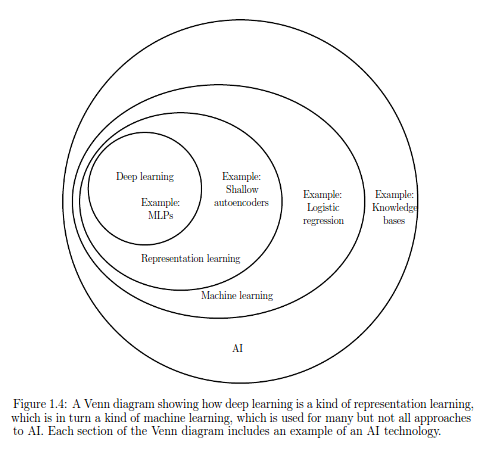 Deep learning
Example:
MLPs
Example:
Shallow
autoencoders
Example:
Logistic
regression
Example:
Knowledge
bases
Representation learning
Machine learning
AI
Figure 1.4: A Venn diagram showing how deep learning is a kind of representation learning,
which is in turn a kind of machine learning, which is used for many but not all approaches
to AI. Each section of the Venn diagram includes an example of an AI technology.